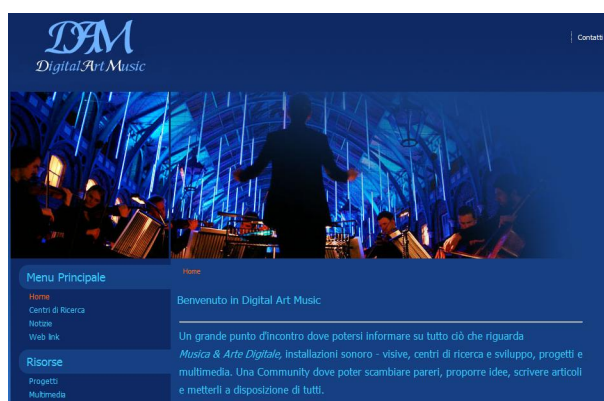 DAM
Digital Art Music
Contatti
Menu Principale
Home
Centri di Ricerca
Notizie
Web link
Risorse
Progetti
Multimedia
Home
Benvenuto in Digital Art Music
Un grande punto d'incontro dove potersi informare su tutto ciò che riguarda
Musica & Arte Digitale, installazioni sonoro - visive, centri di ricerca e sviluppo, progetti e
multimedia. Una Community dove poter scambiare pareri, proporre idee, scrivere articoli
e metterli a disposizione di tutti.